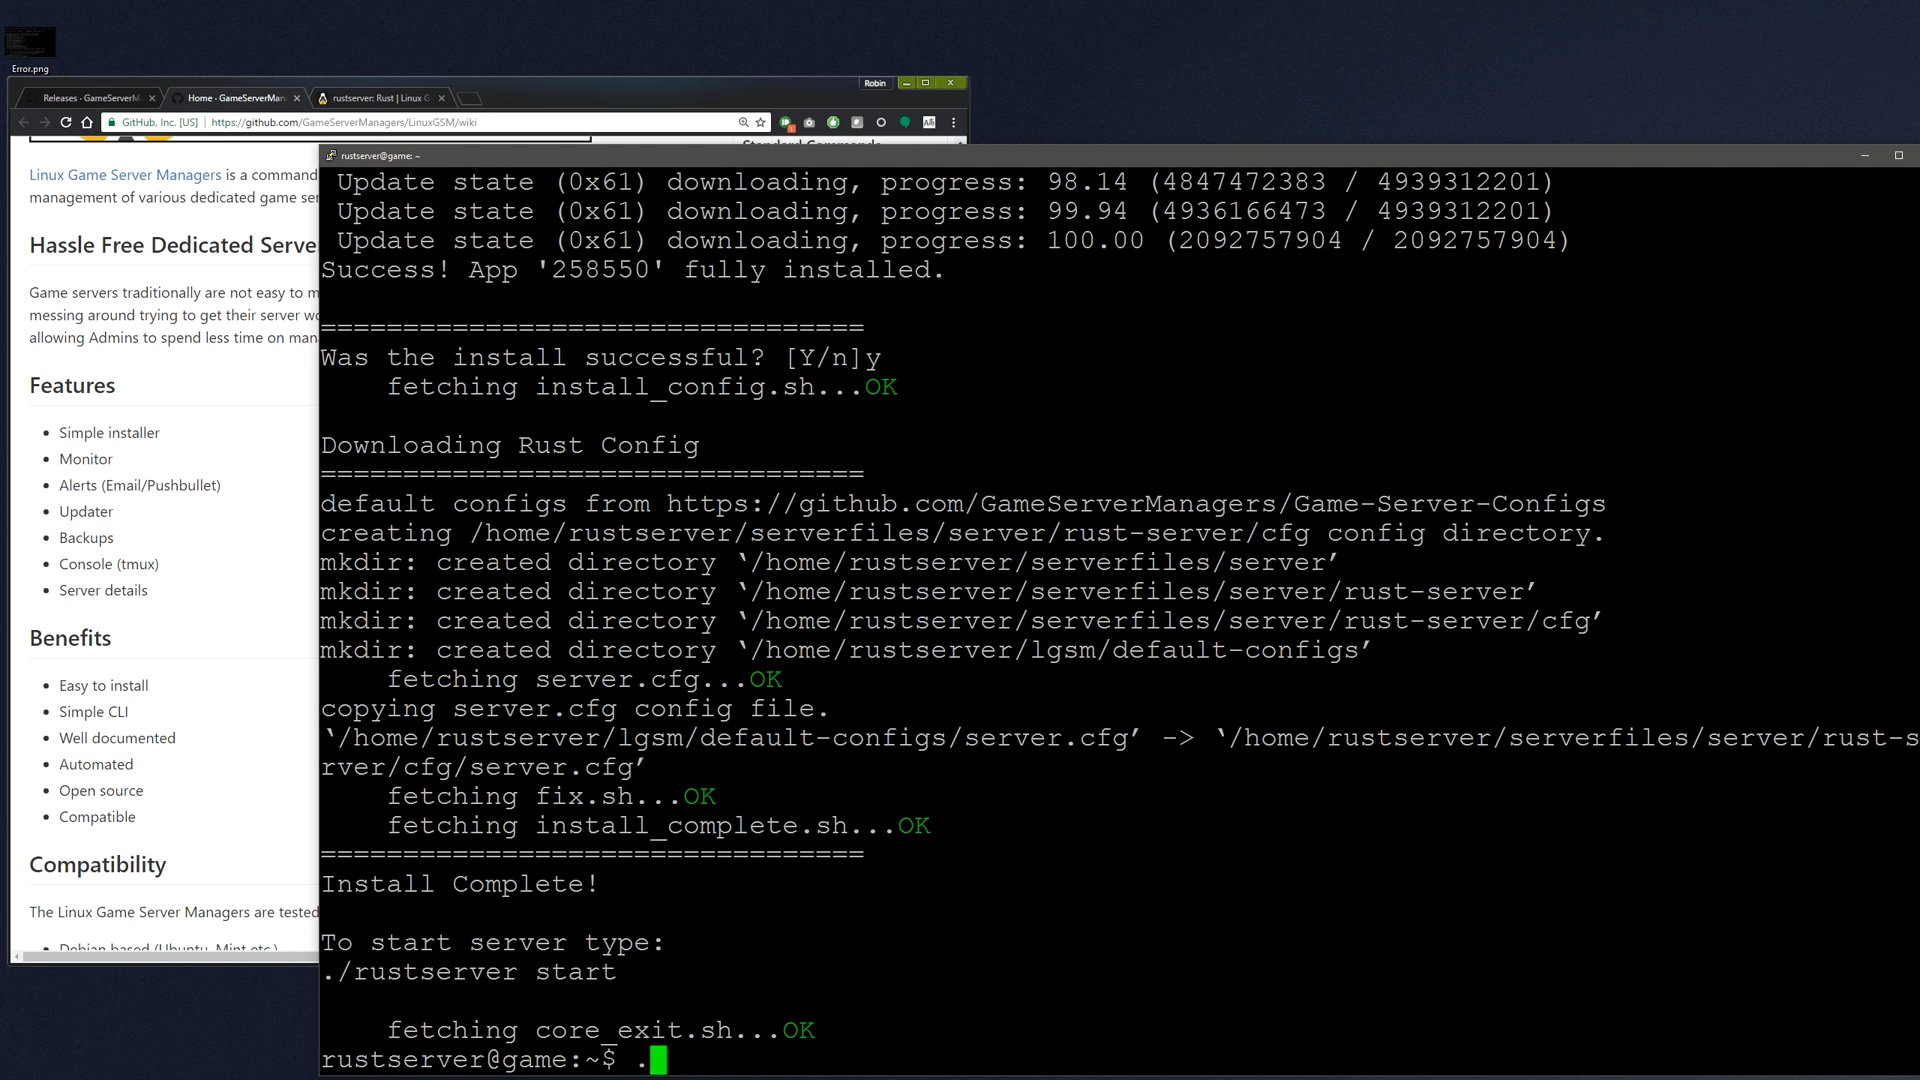 Error.png
Robin
Releases · GameServerM
Home · GameServerMan
rustserver: Rust | Linux G
GitHub, Inc. [US] | https://github.com/GameServerManagers/LinuxGSM/wiki
Linux Game Server Managers is a command
management of various dedicated game ser
Hassle Free Dedicated Serve
Game servers traditionally are not easy to m
messing around trying to get their server wo
allowing Admins to spend less time on man
Features
Simple installer
Monitor
Alerts (Email/Pushbullet)
Updater
Backups
Console (tmux)
Server details
Benefits
Easy to install
Simple CLI
Well documented
Automated
Open source
Compatible
Compatibility
The Linux Game Server Managers are tested
Debian based (Ubuntu, Mint etc.)
Standard Commands
rustserver@game: ~
Update state (0x61) downloading, progress: 98.14 (4847472383 / 4939312201)
Update state (0x61) downloading, progress: 99.94 (4936166473 / 4939312201)
Update state (0x61) downloading, progress: 100.00 (2092757904 / 2092757904)
Success! App '258550' fully installed.
=================================
Was the install successful? [Y/n]y
fetching install_config.sh...OK
Downloading Rust Config
=================================
default configs from https://github.com/GameServerManagers/Game-Server-Configs
creating /home/rustserver/serverfiles/server/rust-server/cfg config directory.
mkdir: created directory ‘/home/rustserver/serverfiles/server’
mkdir: created directory ‘/home/rustserver/serverfiles/server/rust-server’
mkdir: created directory ‘/home/rustserver/serverfiles/server/rust-server/cfg’
mkdir: created directory ‘/home/rustserver/lgsm/default-configs’
fetching server.cfg...OK
copying server.cfg config file.
‘/home/rustserver/lgsm/default-configs/server.cfg’ -> ‘/home/rustserver/serverfiles/server/rust-s
rver/cfg/server.cfg’
fetching fix.sh...OK
fetching install_complete.sh...OK
=================================
Install Complete!
To start server type:
./rustserver start
fetching core_exit.sh...OK
rustserver@game:~$ .